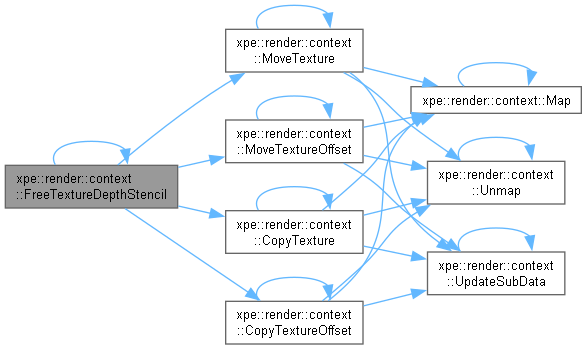 xpe::render::context
::FreeTextureDepthStencil
xpe::render::context
::MoveTexture
xpe::render::context
::MoveTextureOffset
xpe::render::context
::CopyTexture
xpe::render::context
::CopyTextureOffset
xpe::render::context::Map
xpe::render::context
::Unmap
xpe::render::context
::UpdateSubData